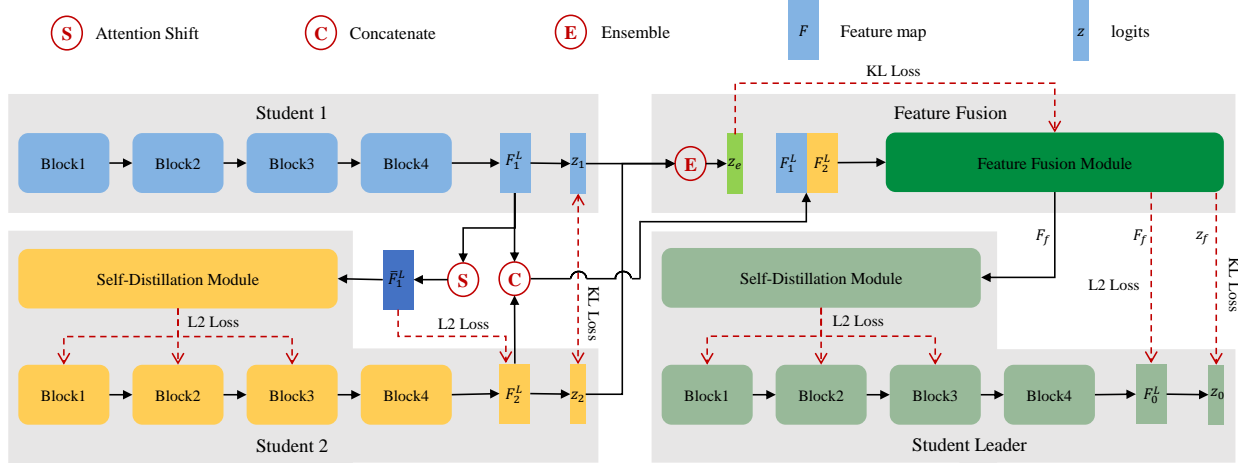 S Attention Shift
C Concatenate
E Ensemble
F Feature map
z logits
KL Loss
Student 1
Block1
Block2
Block3
Block4
F_1^L
z_1
E
z_e
Feature Fusion
F_1^L
F_2^L
Feature Fusion Module
Self-Distillation Module
F̄_1^L
S
C
L2 Loss
L2 Loss
KL Loss
Block1
Block2
Block3
Block4
F_2^L
z_2
Student 2
F_f
F_f
z_f
Self-Distillation Module
L2 Loss
L2 Loss
KL Loss
Block1
Block2
Block3
Block4
F_0^L
z_0
Student Leader